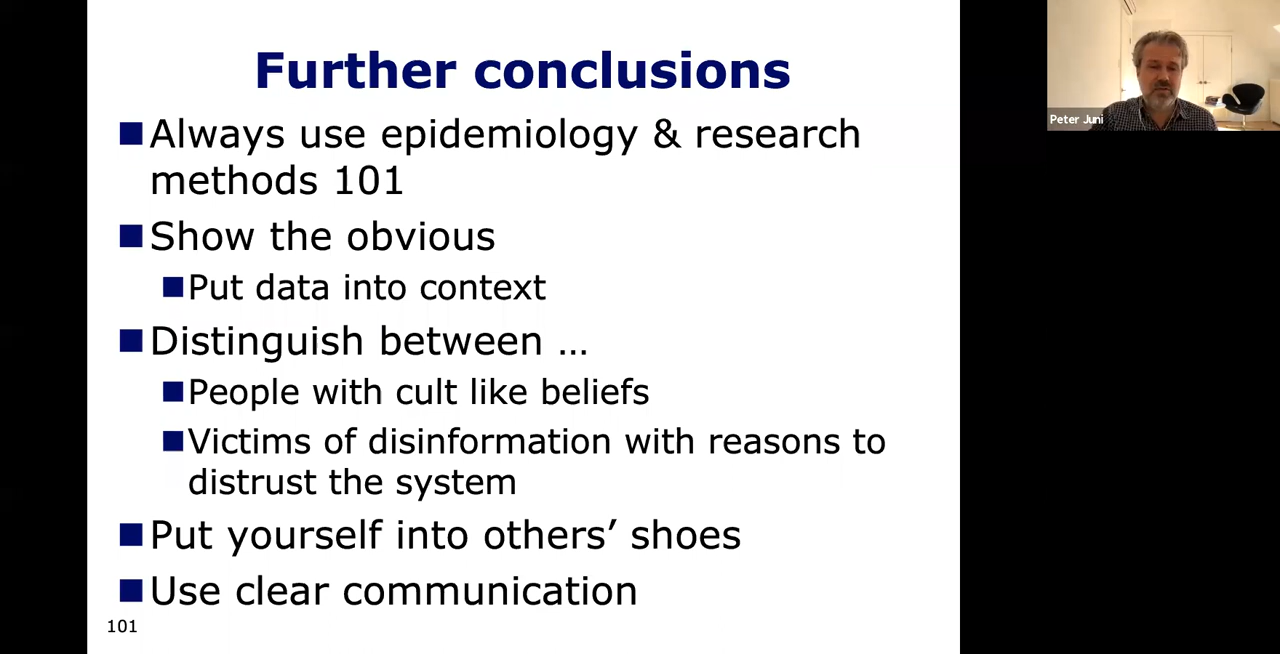 Further conclusions
Always use epidemiology & research
methods 101
Show the obvious
Put data into context
Distinguish between …
People with cult like beliefs
Victims of disinformation with reasons to
distrust the system
Put yourself into others’ shoes
Use clear communication
101
Peter Juni